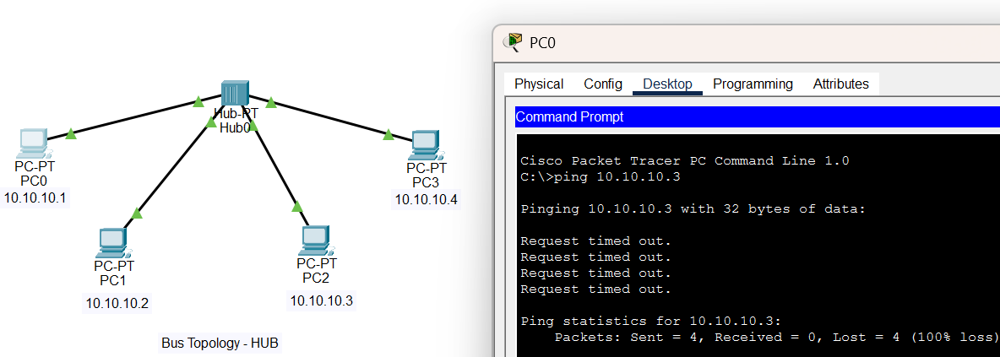 Hub-PT
Hub0
PC-PT
PC0
10.10.10.1
PC-PT
PC3
10.10.10.4
PC-PT
PC1
10.10.10.2
PC-PT
PC2
10.10.10.3
Bus Topology - HUB
PC0
Physical Config Desktop Programming Attributes
Command Prompt
Cisco Packet Tracer PC Command Line 1.0
C:\>ping 10.10.10.3
Pinging 10.10.10.3 with 32 bytes of data:
Request timed out.
Request timed out.
Request timed out.
Request timed out.
Ping statistics for 10.10.10.3:
Packets: Sent = 4, Received = 0, Lost = 4 (100% loss)